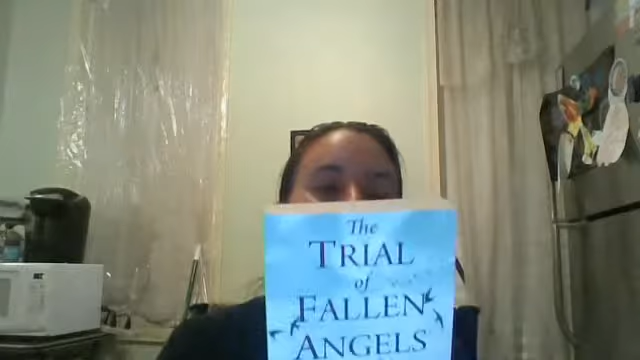 The
TRIAL
of
FALLEN
ANGELS